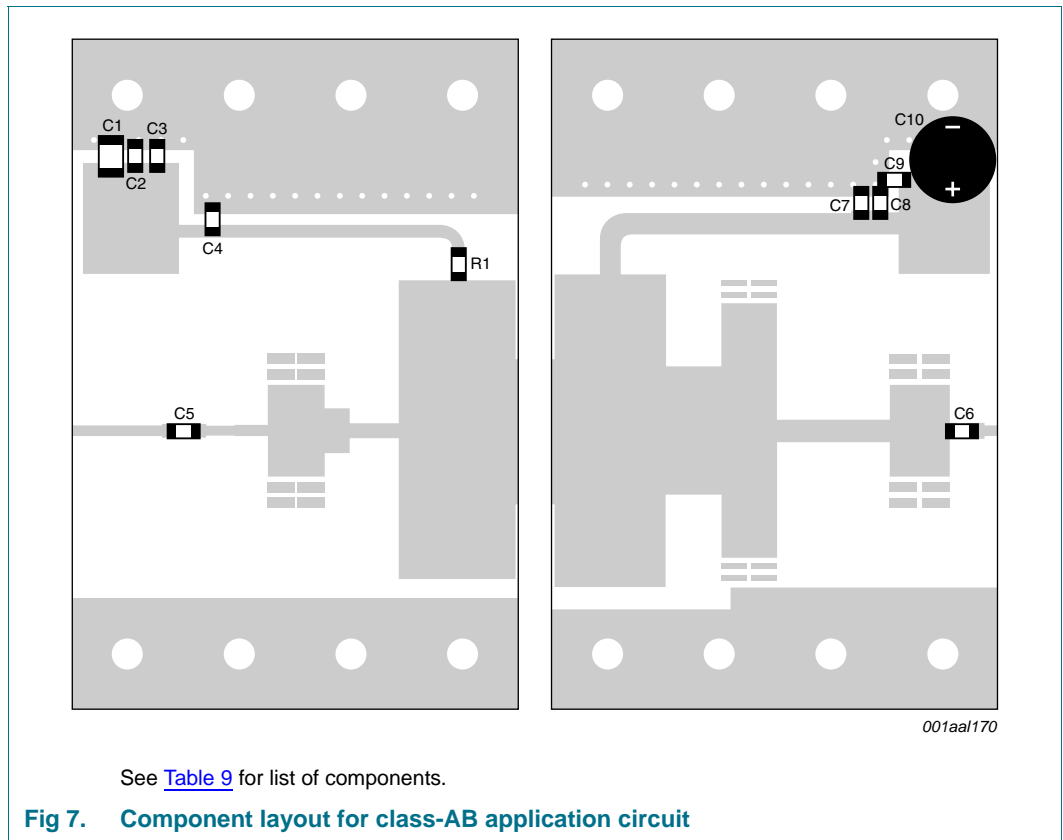 C1
C3
C2
C4
R1
C5
C10
−
C9
+
C7
C8
C6
001aal170
See Table 9 for list of components.
Fig 7. Component layout for class-AB application circuit